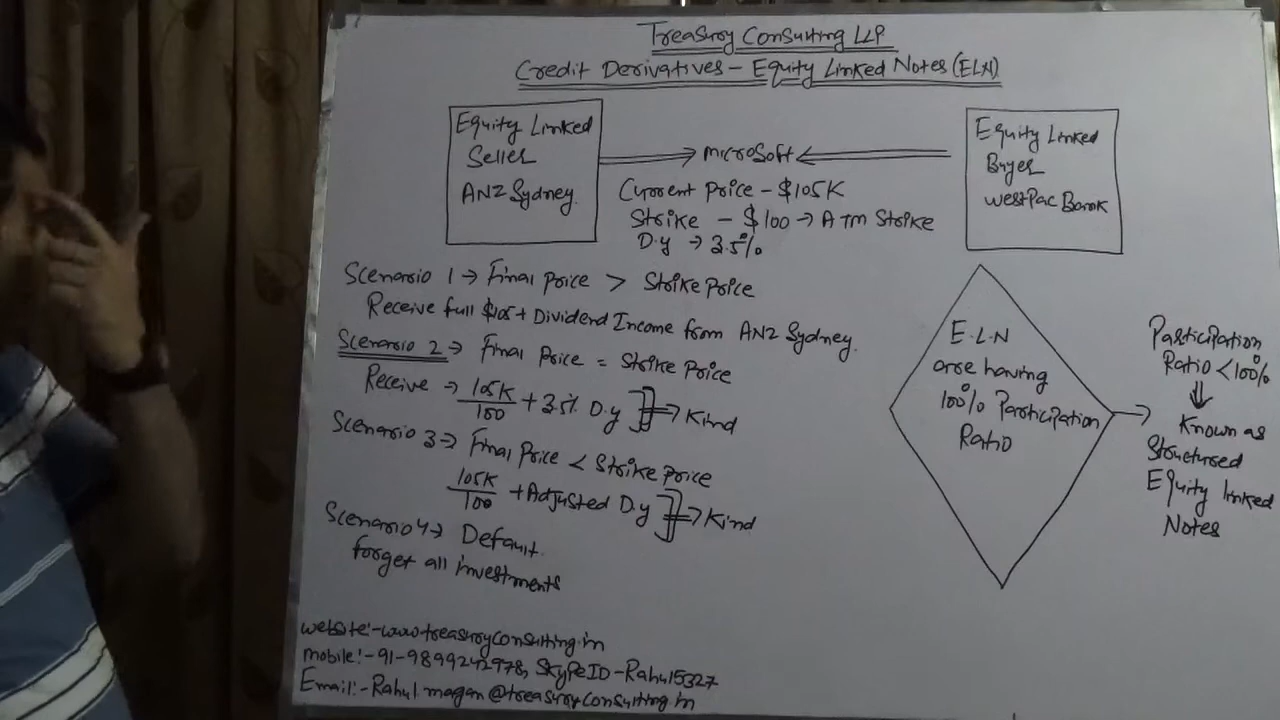 Treasury Consulting LLP
Credit Derivatives - Equity Linked Notes (ELN)
Equity Linked
Seller
ANZ Sydney
Microsoft
Current Price - $105K
Strike - $100 → ATM Strike
D.y → 3.5%
Equity Linked
Buyer
WestPac Bank
Scenario 1 → Final Price > Strike Price
Receive full $105 + Dividend Income from ANZ Sydney.
Scenario 2 → Final Price = Strike Price
Receive → 105K/100 + 3.5% D.y → Kind
Scenario 3 → Final Price < Strike Price
105K/100 + Adjusted D.y → Kind
Scenario 4 → Default.
forget all investments
E.L.N
are having
100% Participation
Ratio
Participation
Ratio < 100%
⇓
Known as
Structured
Equity linked
Notes
website:- www.treasuryconsulting.in
mobile:- 91-9899242978, SkypeID - Rahul5327
Email:- Rahul.magan@treasuryconsulting.in